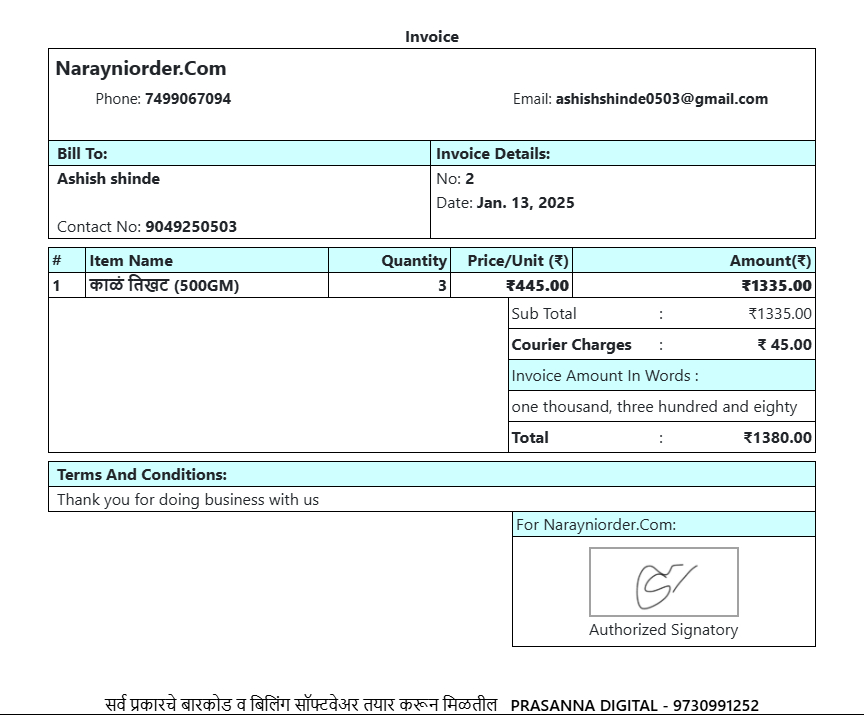 Invoice
Narayniorder.Com
Phone: 7499067094 Email: ashishshinde0503@gmail.com
Bill To: Invoice Details:
Ashish shinde No: 2
Date: Jan. 13, 2025
Contact No: 9049250503
# Item Name Quantity Price/Unit (₹) Amount(₹)
1 काळं तिखट (500GM) 3 ₹445.00 ₹1335.00
Sub Total : ₹1335.00
Courier Charges : ₹ 45.00
Invoice Amount In Words :
one thousand, three hundred and eighty
Total : ₹1380.00
Terms And Conditions:
Thank you for doing business with us
For Narayniorder.Com:
Authorized Signatory
सर्व प्रकारचे बारकोड व बिलिंग सॉफ्टवेअर तयार करून मिळतील PRASANNA DIGITAL - 9730991252